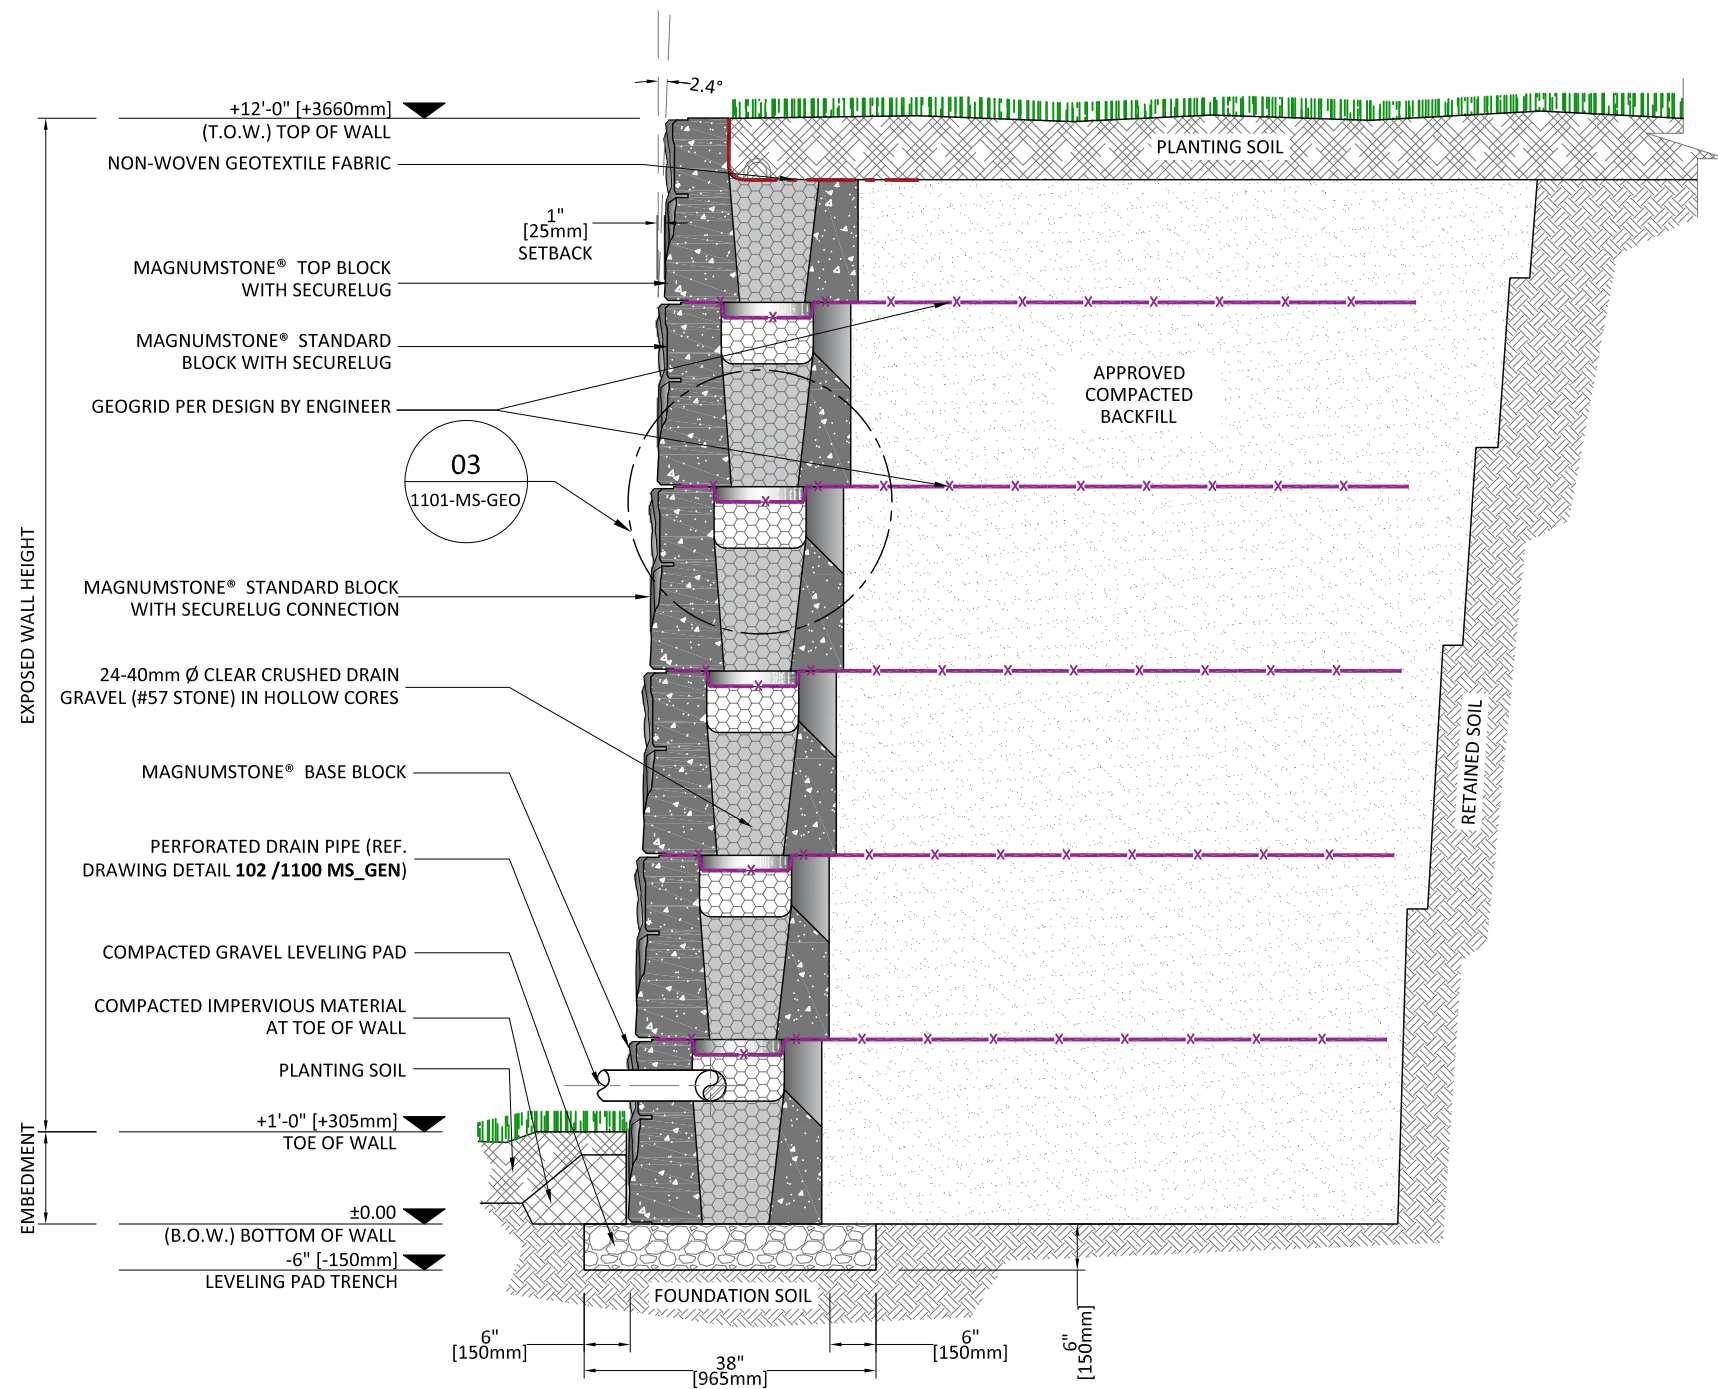 2.4°
+12'-0" [+3660mm]
(T.O.W.) TOP OF WALL
NON-WOVEN GEOTEXTILE FABRIC
PLANTING SOIL
1"
[25mm]
SETBACK
MAGNUMSTONE® TOP BLOCK
WITH SECURELUG
MAGNUMSTONE® STANDARD
BLOCK WITH SECURELUG
GEOGRID PER DESIGN BY ENGINEER
APPROVED
COMPACTED
BACKFILL
03
1101-MS-GEO
EXPOSED WALL HEIGHT
MAGNUMSTONE® STANDARD BLOCK
WITH SECURELUG CONNECTION
24-40mm Ø CLEAR CRUSHED DRAIN
GRAVEL (#57 STONE) IN HOLLOW CORES
RETAINED SOIL
MAGNUMSTONE® BASE BLOCK
PERFORATED DRAIN PIPE (REF.
DRAWING DETAIL 102 /1100 MS_GEN)
COMPACTED GRAVEL LEVELING PAD
COMPACTED IMPERVIOUS MATERIAL
AT TOE OF WALL
PLANTING SOIL
+1'-0" [+305mm]
TOE OF WALL
EMBEDMENT
±0.00
(B.O.W.) BOTTOM OF WALL
-6" [-150mm]
LEVELING PAD TRENCH
FOUNDATION SOIL
6"
[150mm]
38"
[965mm]
6"
[150mm]
6"
[150mm]